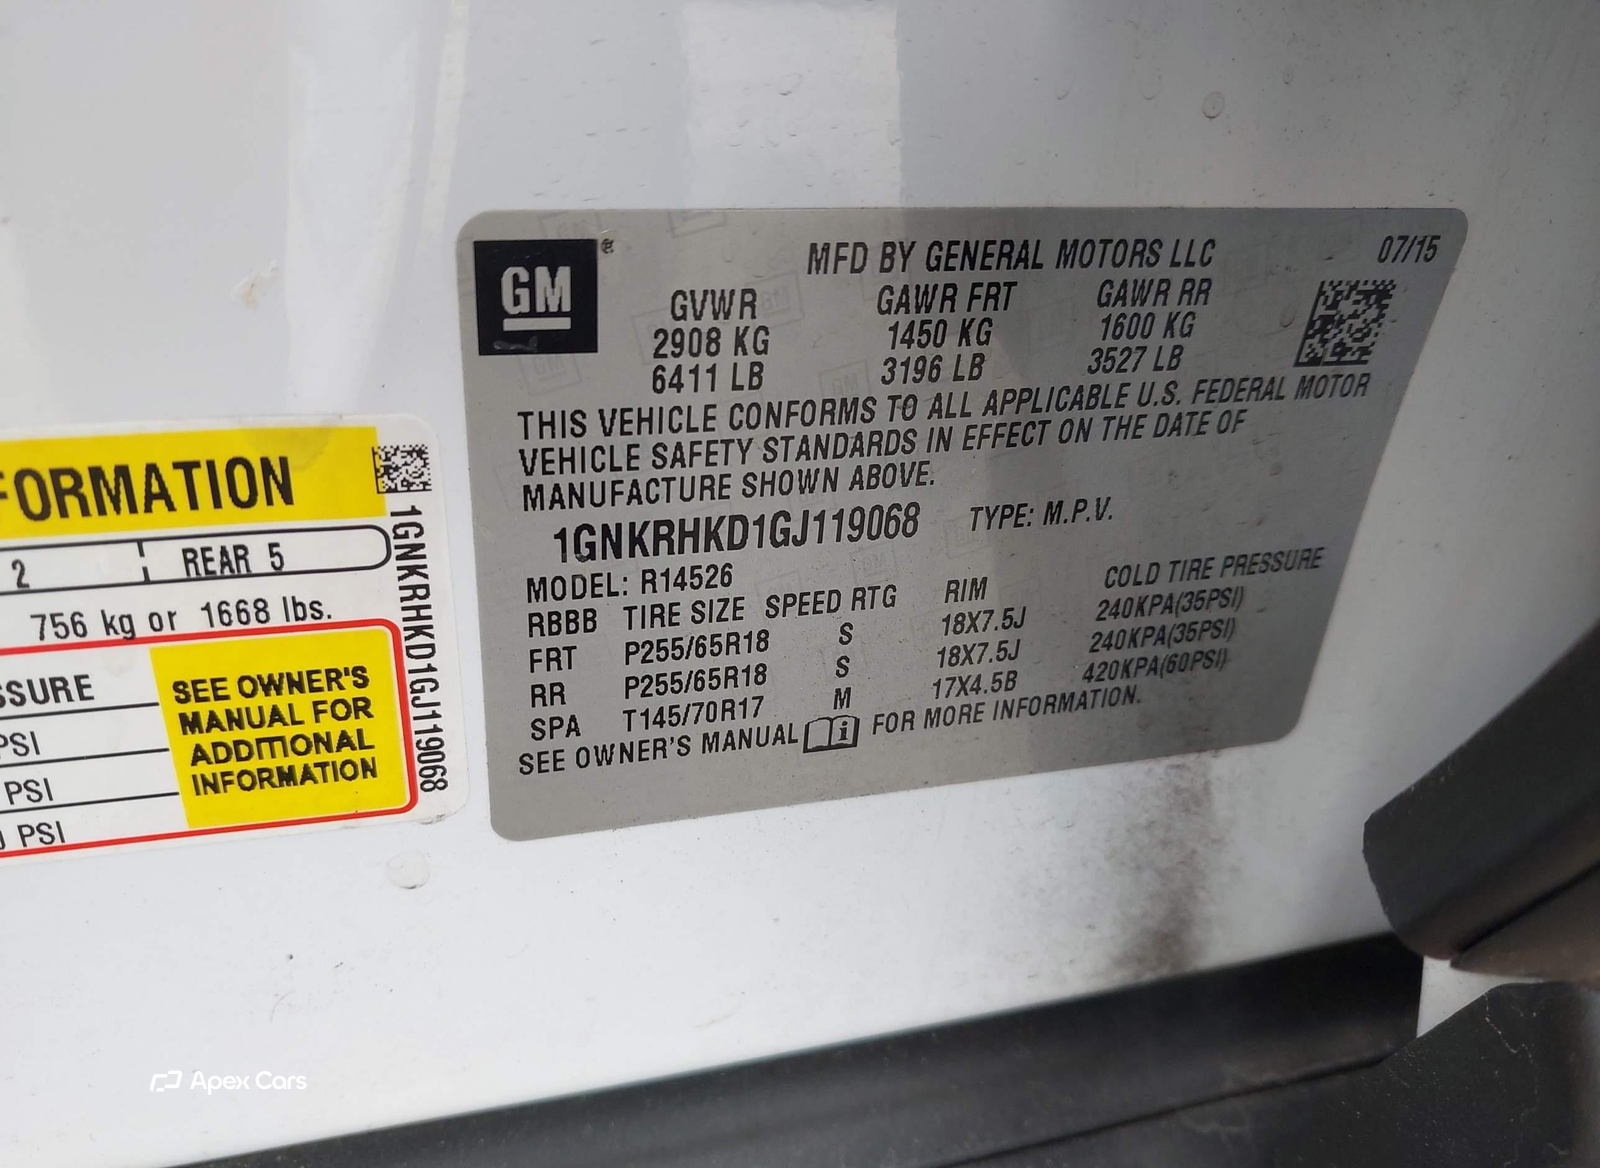 GM ®
MFD BY GENERAL MOTORS LLC 07/15
GVWR GAWR FRT GAWR RR
2908 KG 1450 KG 1600 KG
6411 LB 3196 LB 3527 LB
THIS VEHICLE CONFORMS TO ALL APPLICABLE U.S. FEDERAL MOTOR
VEHICLE SAFETY STANDARDS IN EFFECT ON THE DATE OF
MANUFACTURE SHOWN ABOVE.
1GNKRHKD1GJ119068 TYPE: M.P.V.
MODEL: R14526
RBBB TIRE SIZE SPEED RTG RIM COLD TIRE PRESSURE
FRT P255/65R18 S 18X7.5J 240KPA(35PSI)
RR P255/65R18 S 18X7.5J 240KPA(35PSI)
SPA T145/70R17 M 17X4.5B 420KPA(60PSI)
SEE OWNER'S MANUAL i FOR MORE INFORMATION.
FORMATION
2 REAR 5
756 kg or 1668 lbs.
SSURE
PSI
PSI
PSI
SEE OWNER'S
MANUAL FOR
ADDITIONAL
INFORMATION
1GNKRHKD1GJ119068
Apex Cars